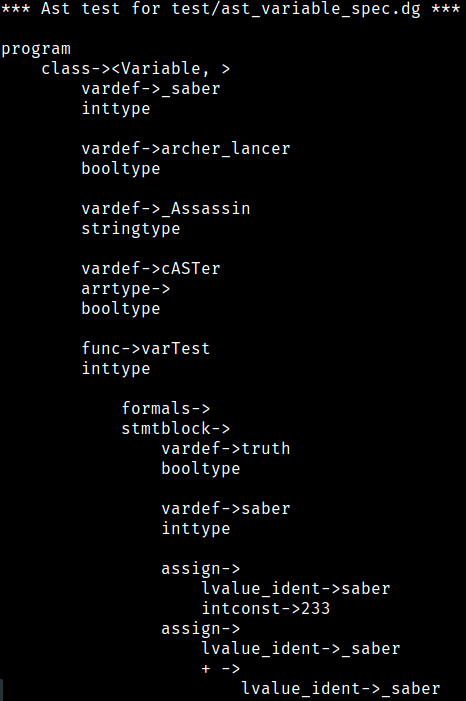 *** Ast test for test/ast_variable_spec.dg ***
program
class-><Variable, >
vardef->_saber
inttype
vardef->archer_lancer
booltype
vardef->_Assassin
stringtype
vardef->cASTer
arrtype->
booltype
func->varTest
inttype
formals->
stmtblock->
vardef->truth
booltype
vardef->saber
inttype
assign->
lvalue_ident->saber
intconst->233
assign->
lvalue_ident->_saber
+ ->
lvalue_ident->_saber